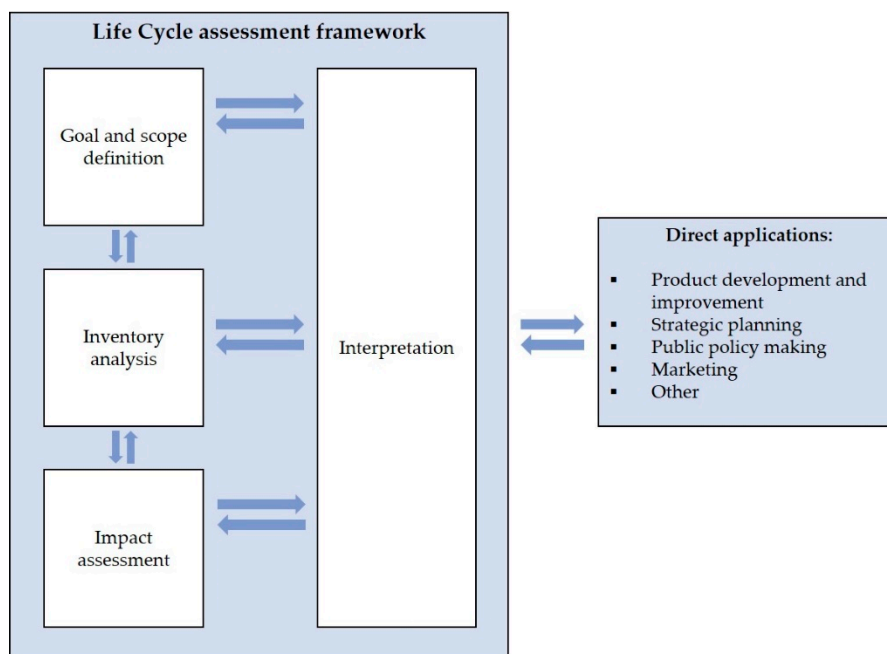 Life Cycle assessment framework
Goal and scope
definition
Inventory
analysis
Impact
assessment
Interpretation
Direct applications:
▪ Product development and
improvement
▪ Strategic planning
▪ Public policy making
▪ Marketing
▪ Other